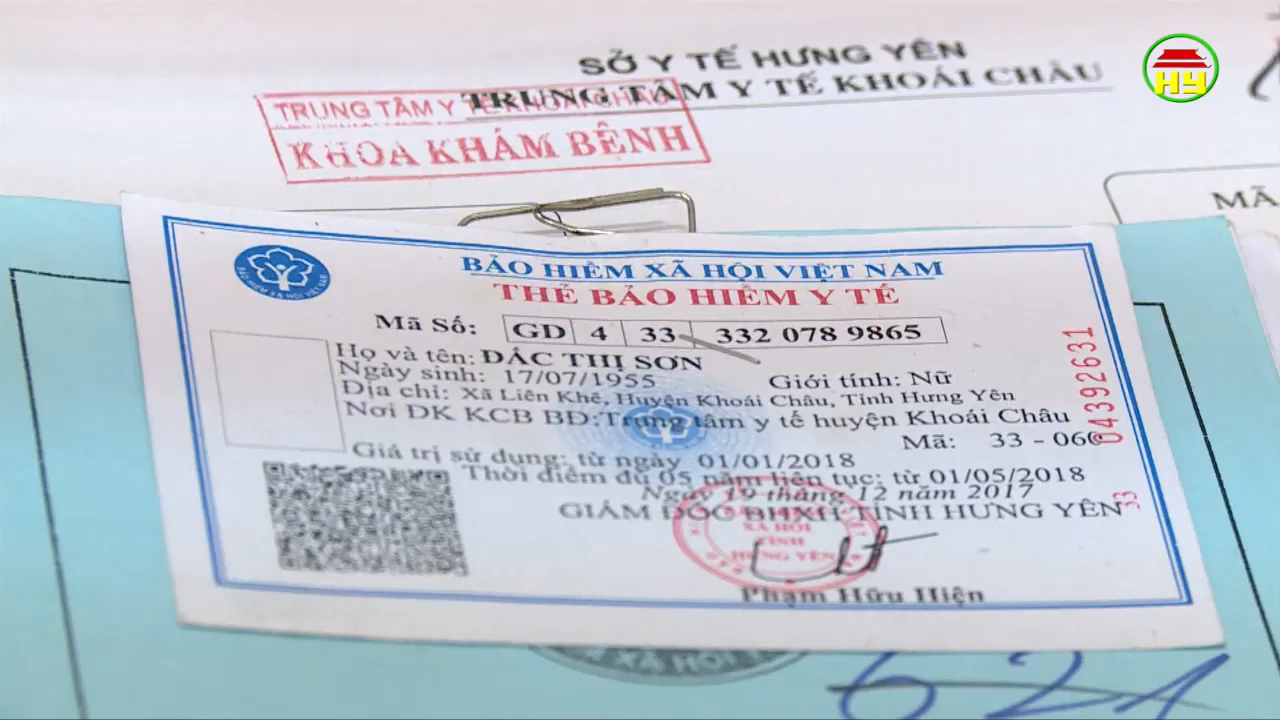 SỞ Y TẾ HƯNG YÊN
TRUNG TÂM Y TẾ KHOÁI CHÂU
HY
TRUNG TÂM Y TẾ KHOÁI CHÂU
KHOA KHÁM BỆNH
MÃ
BẢO HIỂM XÃ HỘI VIỆT NAM
THẺ BẢO HIỂM Y TẾ
Mã Số: GD 4 33 332 078 9865
Họ và tên: ĐẮC THỊ SƠN
Ngày sinh: 17/07/1955 Giới tính: Nữ
Địa chỉ: Xã Liên Khê, Huyện Khoái Châu, Tỉnh Hưng Yên
Nơi ĐK KCB BĐ: Trung tâm y tế huyện Khoái Châu
Mã: 33 - 060
Giá trị sử dụng: từ ngày 01/01/2018
Thời điểm đủ 05 năm liên tục: từ 01/05/2018
Ngày 19 tháng 12 năm 2017
GIÁM ĐỐC BHXH TỈNH HƯNG YÊN
XÃ HỘI
TỈNH
HƯNG YÊN
Phạm Hữu Hiện
04392631
33
XÃ HỘI V
621